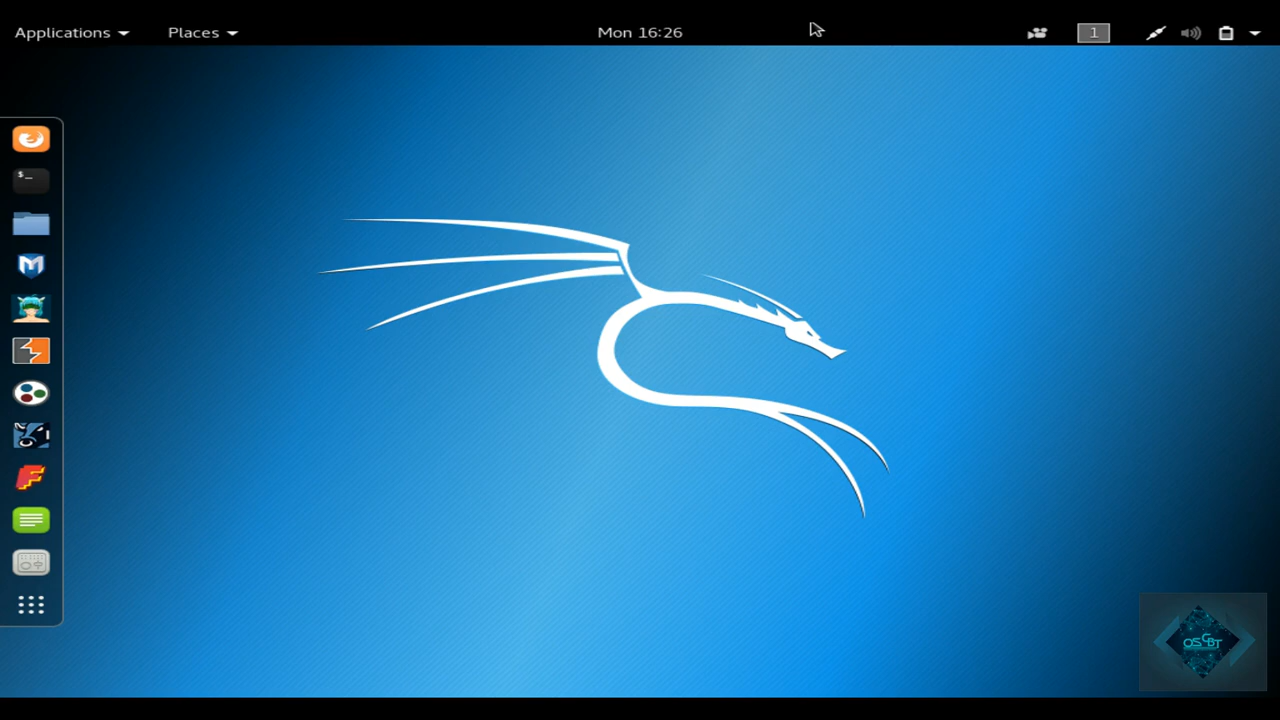 Applications
Places
Mon 16:26
1
$_
M
F
OSCBT